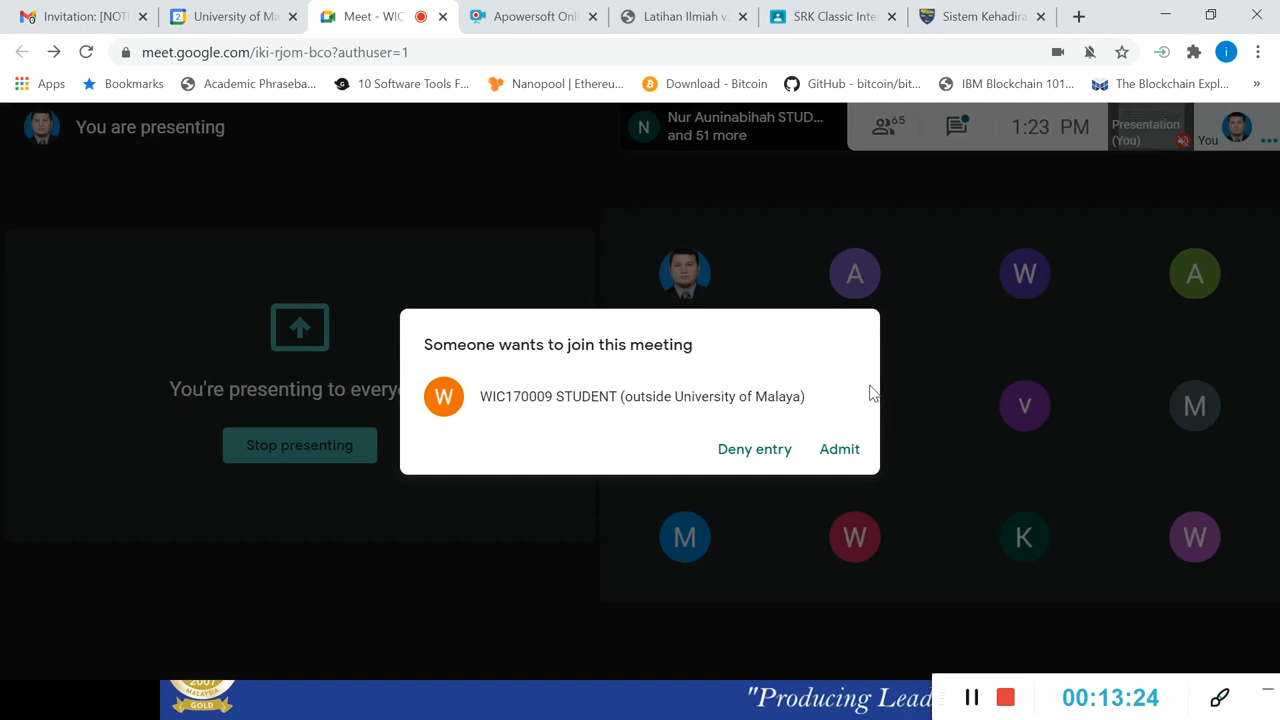 Invitation: [NOT]
University of Ma
Meet - WIC
Apowersoft Onli
Latihan Ilmiah v.
SRK Classic Inte
Sistem Kehadira
meet.google.com/iki-rjom-bco?authuser=1
i
Apps
Bookmarks
Academic Phraseba...
10 Software Tools F...
Nanopool | Ethereu...
Download - Bitcoin
GitHub - bitcoin/bit...
IBM Blockchain 101...
The Blockchain Expl...
»
You are presenting
N
Nur Auninabihah STUD...
and 51 more
65
1:23 PM
Presentation
(You)
You
You're presenting to everyo
Stop presenting
A
W
A
V
M
M
W
K
W
Someone wants to join this meeting
W
WIC170009 STUDENT (outside University of Malaya)
Deny entry
Admit
2007
MALAYSIA
GOLD
"Producing Lead
00:13:24